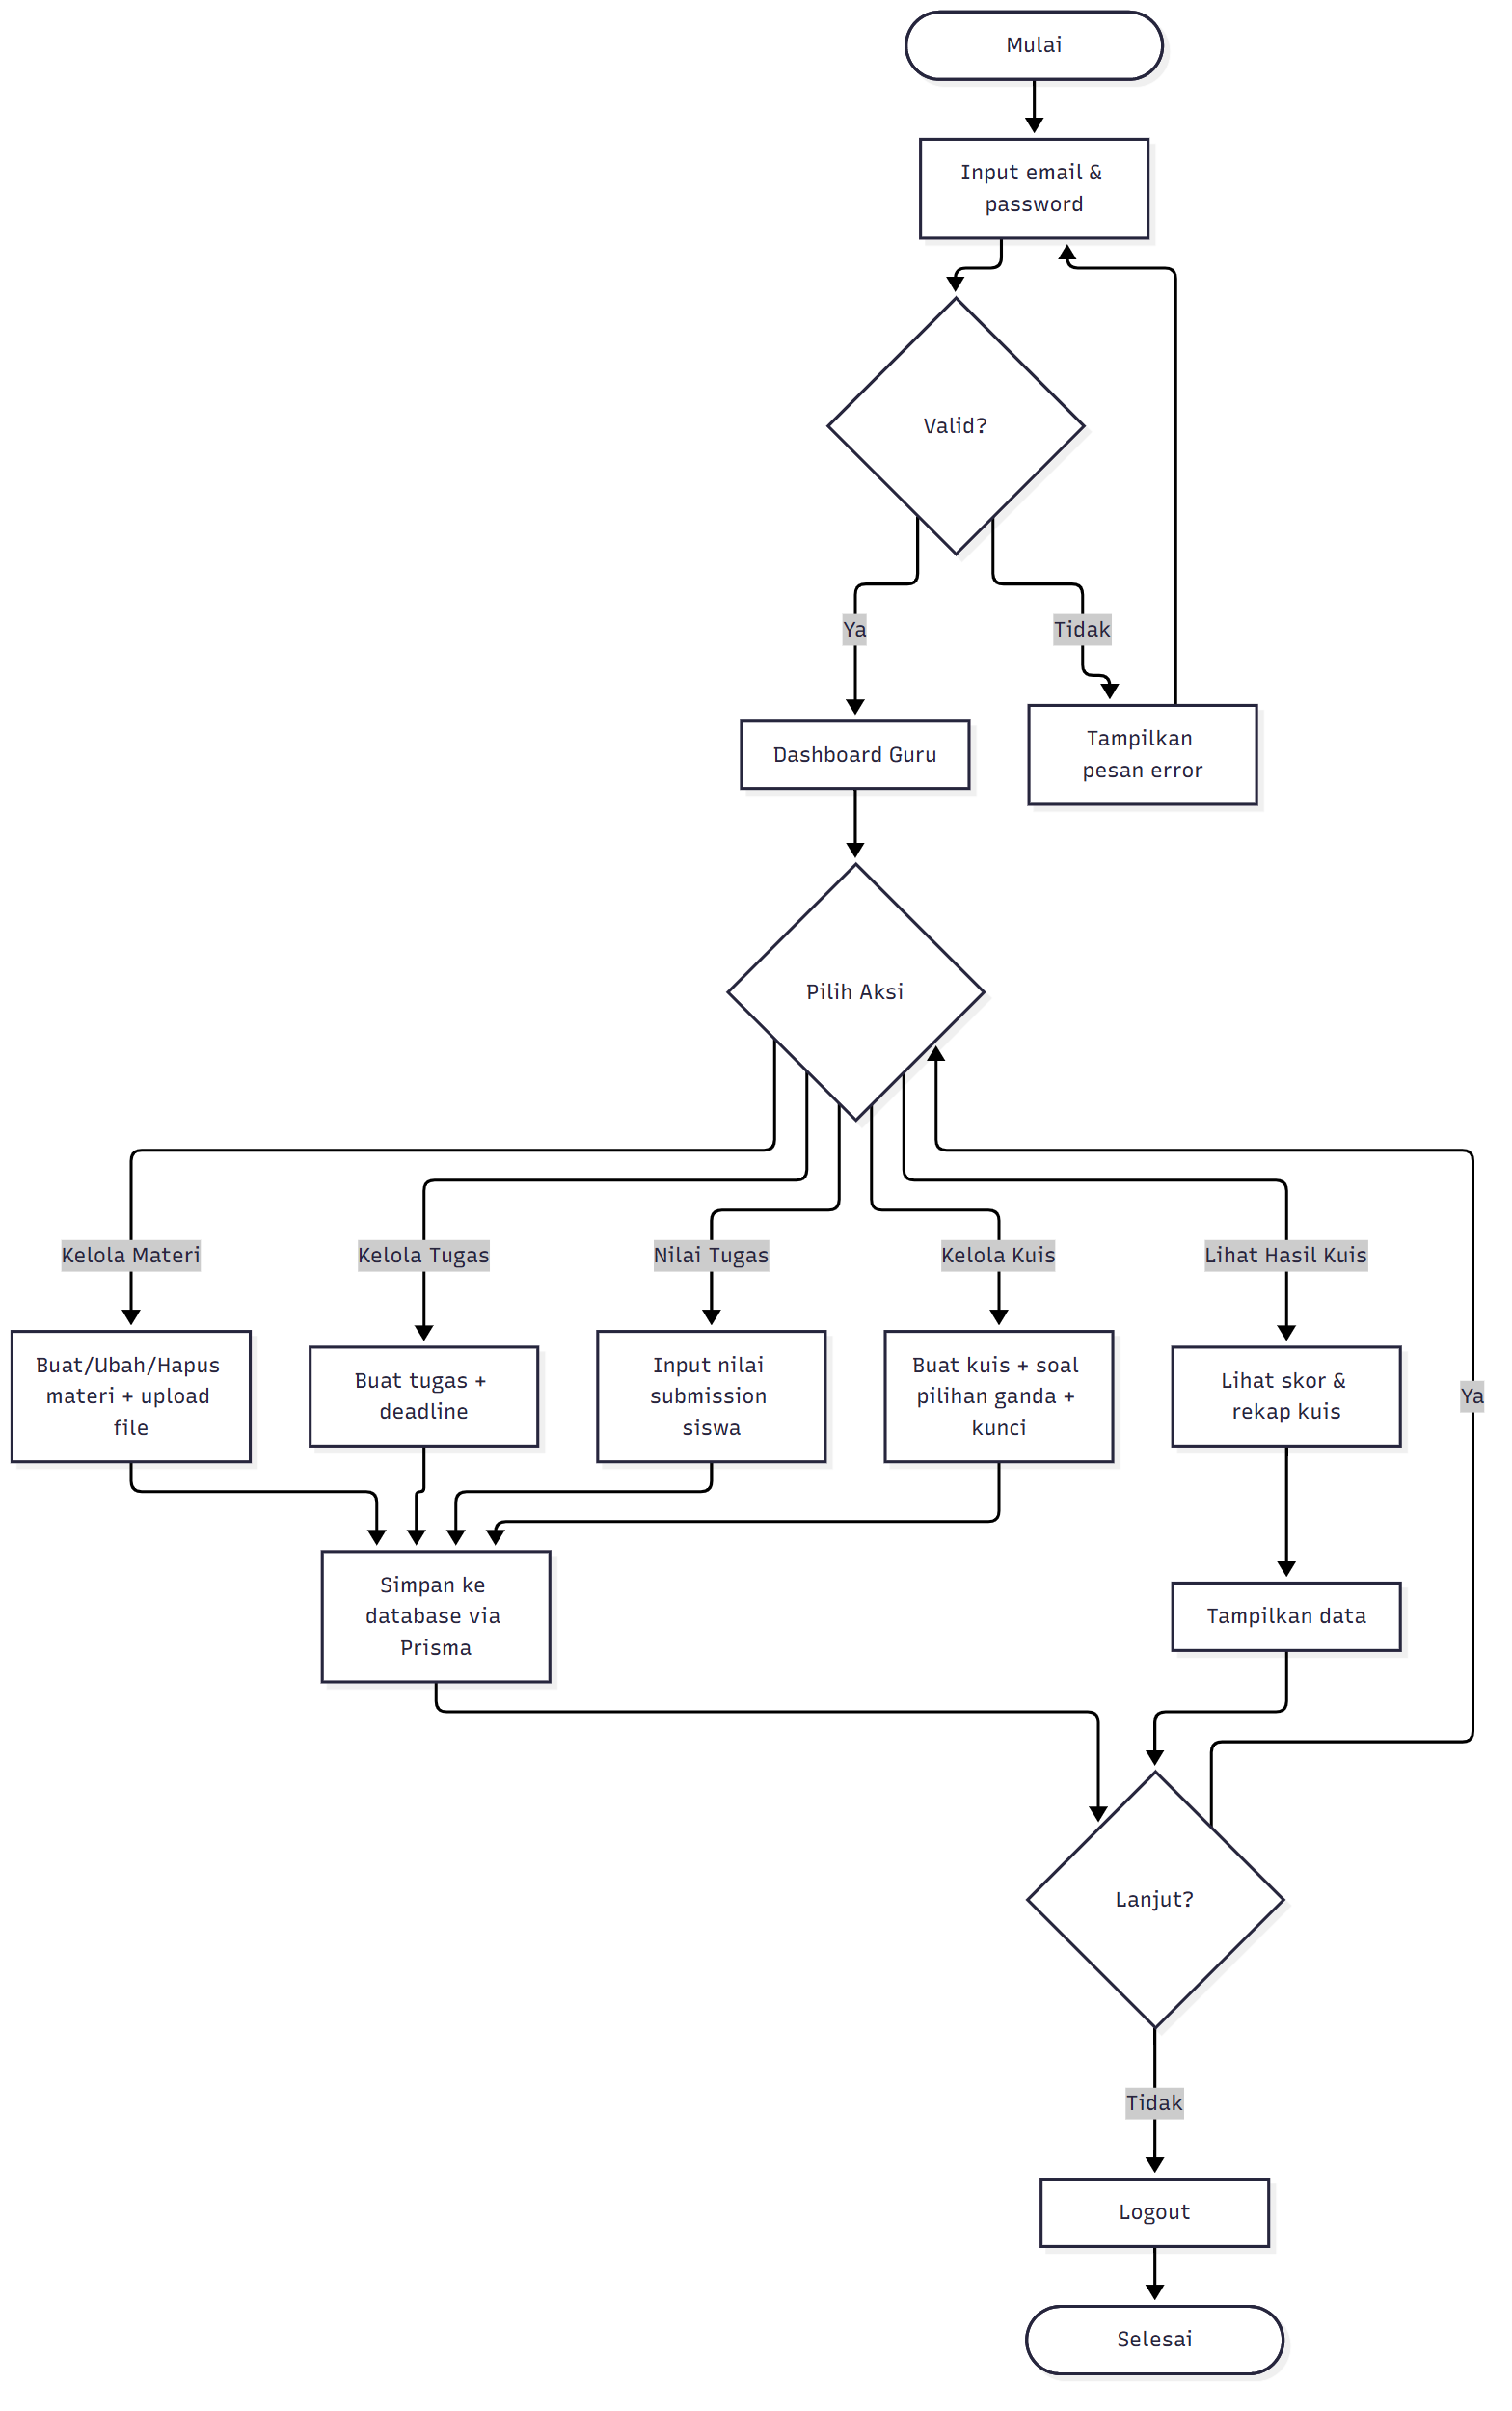 Mulai
Input email &
password
Valid?
Ya
Tidak
Dashboard Guru
Tampilkan
pesan error
Pilih Aksi
Kelola Materi
Kelola Tugas
Nilai Tugas
Kelola Kuis
Lihat Hasil Kuis
Buat/Ubah/Hapus
materi + upload
file
Buat tugas +
deadline
Input nilai
submission
siswa
Buat kuis + soal
pilihan ganda +
kunci
Lihat skor &
rekap kuis
Ya
Simpan ke
database via
Prisma
Tampilkan data
Lanjut?
Tidak
Logout
Selesai